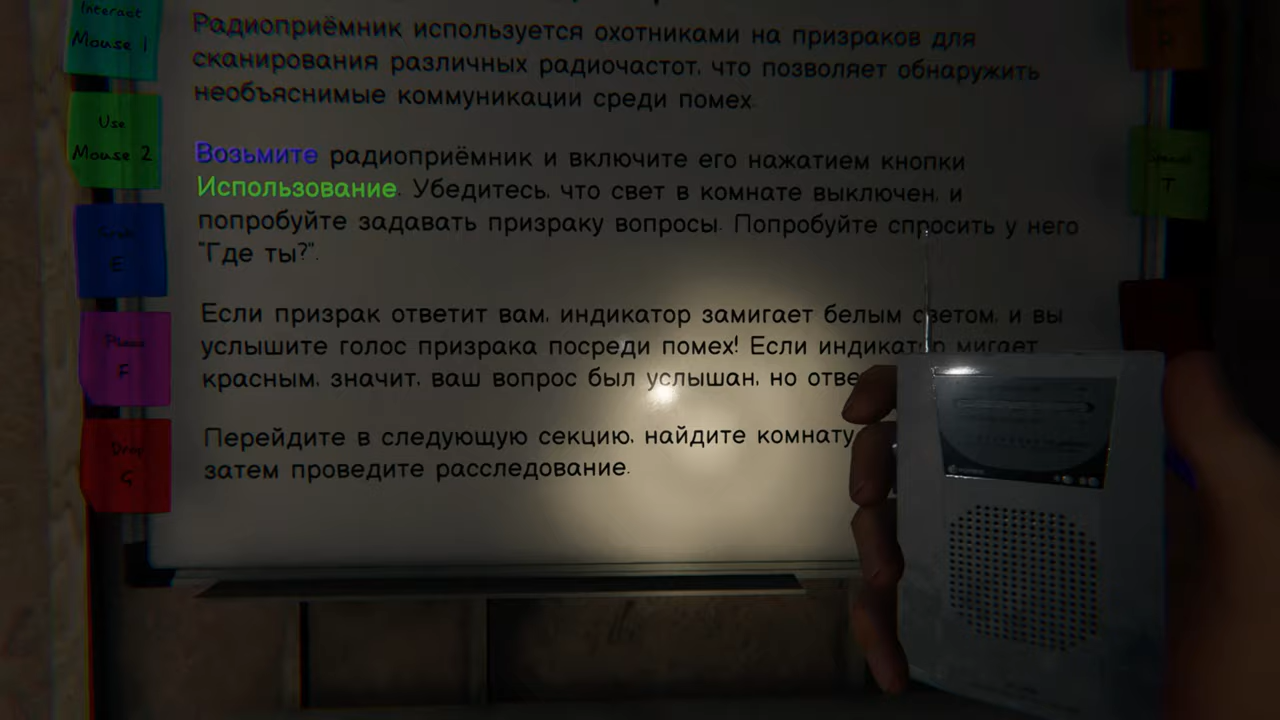 Interact
Mouse 1
Use
Mouse 2
E
Place
F
Drop
G
Радиоприёмник используется охотниками на призраков для
сканирования различных радиочастот, что позволяет обнаружить
необъяснимые коммуникации среди помех.
Возьмите радиоприёмник и включите его нажатием кнопки
Использование. Убедитесь, что свет в комнате выключен, и
попробуйте задавать призраку вопросы. Попробуйте спросить у него
"Где ты?".
Если призрак ответит вам, индикатор замигает белым светом, и вы
услышите голос призрака посреди помех! Если индикатор мигает
красным, значит, ваш вопрос был услышан, но отве
Перейдите в следующую секцию, найдите комнату
затем проведите расследование.
T